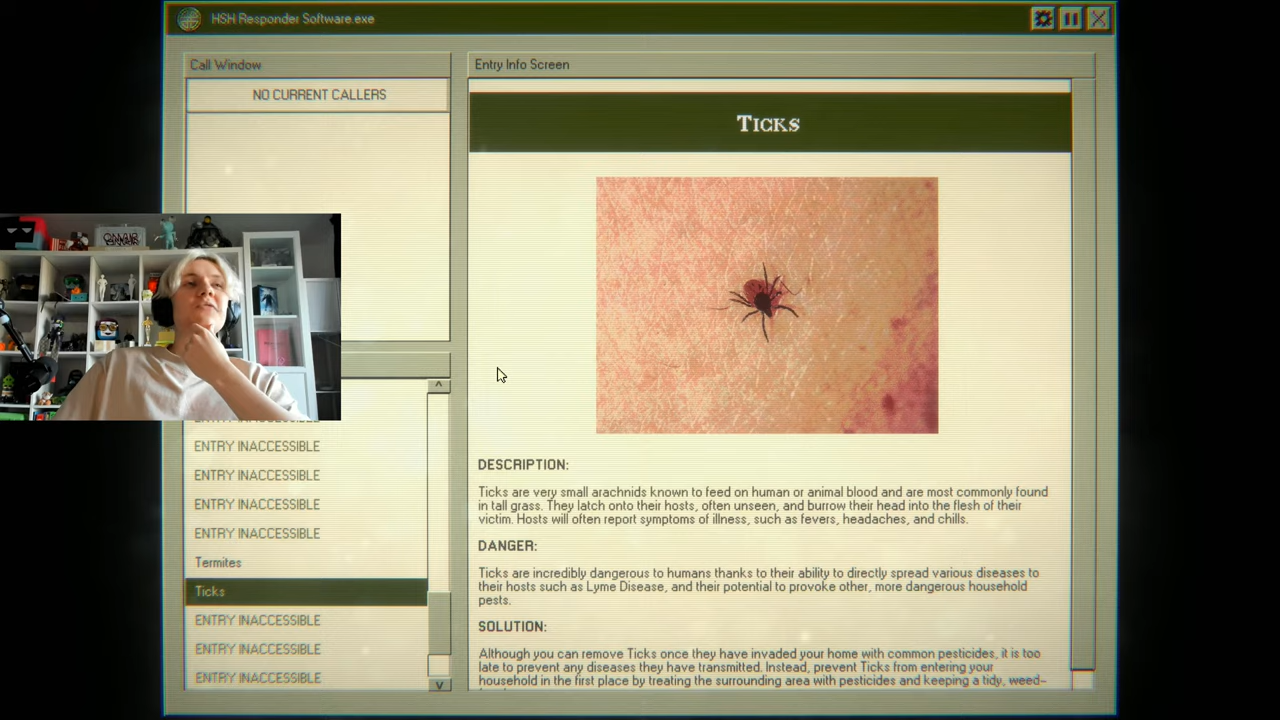 HSH Responder Software.exe
Call Window
NO CURRENT CALLERS
ENTRY INACCESSIBLE
ENTRY INACCESSIBLE
ENTRY INACCESSIBLE
ENTRY INACCESSIBLE
ENTRY INACCESSIBLE
Termites
Ticks
ENTRY INACCESSIBLE
ENTRY INACCESSIBLE
ENTRY INACCESSIBLE
Entry Info Screen
TICKS
DESCRIPTION:
Ticks are very small arachnids known to feed on human or animal blood and are most commonly found
in tall grass. They latch onto their hosts, often unseen, and burrow their head into the flesh of their
victim. Hosts will often report symptoms of illness, such as fevers, headaches, and chills.
DANGER:
Ticks are incredibly dangerous to humans thanks to their ability to directly spread various diseases to
their hosts such as Lyme Disease, and their potential to provoke other, more dangerous household
pests.
SOLUTION:
Although you can remove Ticks once they have invaded your home with common pesticides, it is too
late to prevent any diseases they have transmitted. Instead, prevent Ticks from entering your
household in the first place by treating the surrounding area with pesticides and keeping a tidy, weed-